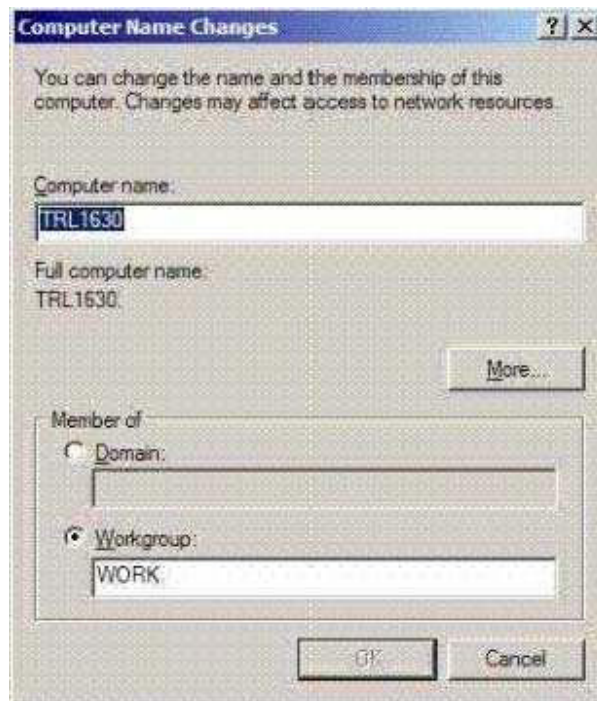 Computer Name Changes
You can change the name and the membership of this
computer. Changes may affect access to network resources.
Computer name:
TRL1630
Full computer name:
TRL1630.
More...
Member of
Domain:
Workgroup:
WORK
OK
Cancel